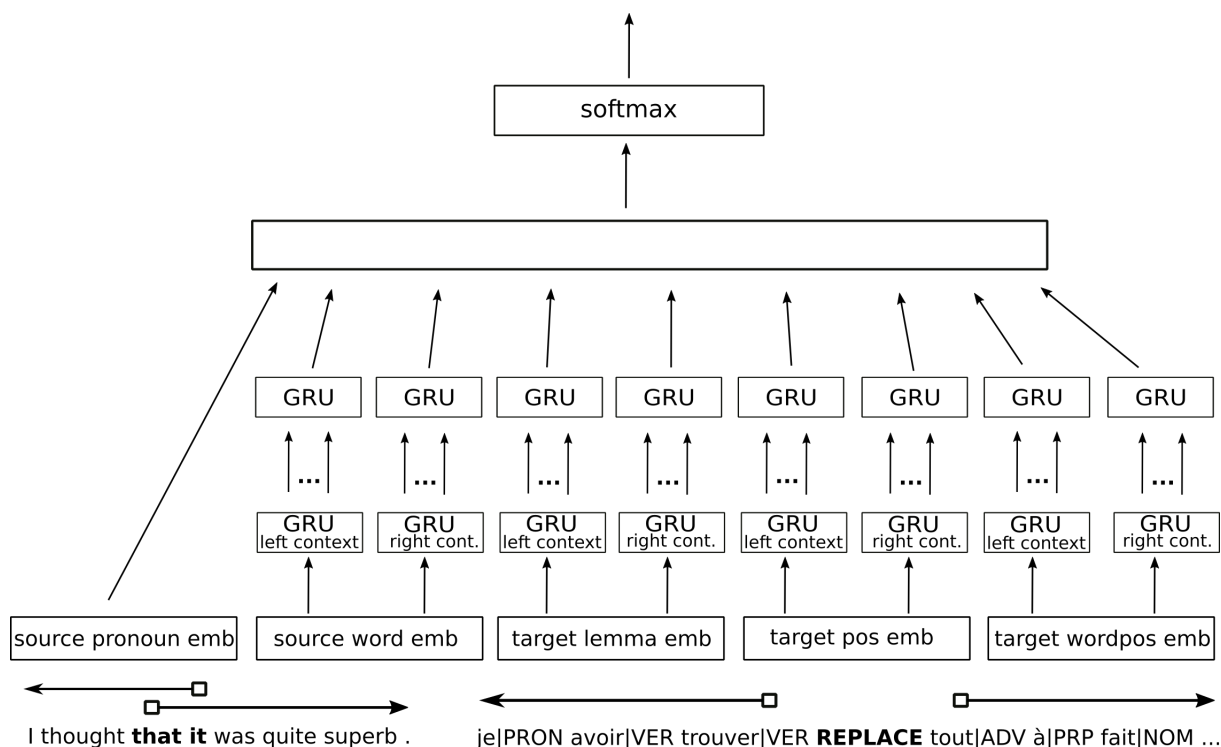 softmax
GRU GRU GRU GRU GRU GRU GRU GRU
... ... ... ... ... ... ... ...
GRU GRU GRU GRU GRU GRU GRU GRU
left context right cont. left context right cont. left context right cont. left context right cont.
source pronoun emb source word emb target lemma emb target pos emb target wordpos emb
I thought that it was quite superb . je|PRON avoir|VER trouver|VER REPLACE tout|ADV à|PRP fait|NOM ...